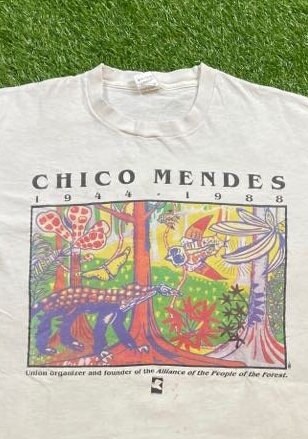 CHICO MENDES
1944-1988
Union organizer and founder of the Alliance of the People of the Forest.